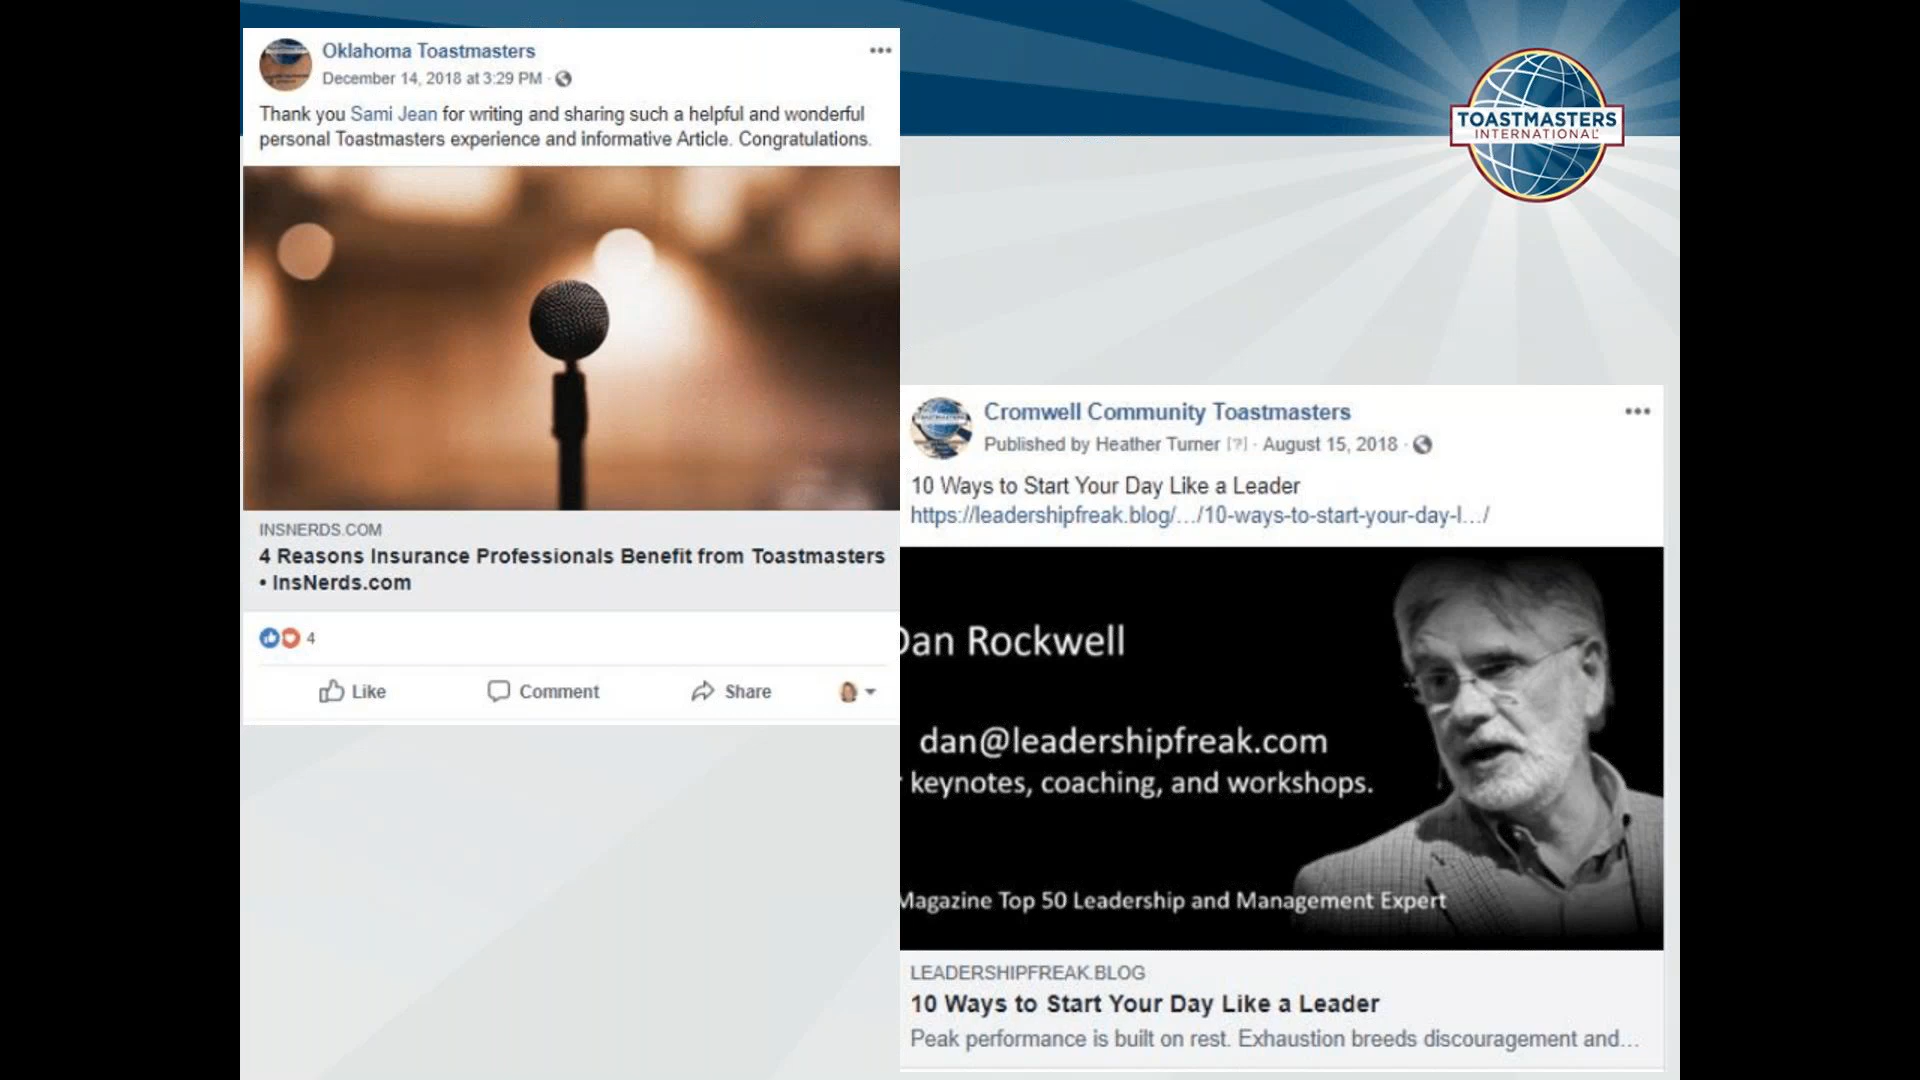 Oklahoma Toastmasters
December 14, 2018 at 3:29 PM ·
Thank you Sami Jean for writing and sharing such a helpful and wonderful
personal Toastmasters experience and informative Article. Congratulations.
INSNERDS.COM
4 Reasons Insurance Professionals Benefit from Toastmasters
• InsNerds.com
4
Like Comment Share
TOASTMASTERS
INTERNATIONAL
Cromwell Community Toastmasters
Published by Heather Turner [?] · August 15, 2018 ·
10 Ways to Start Your Day Like a Leader
https://leadershipfreak.blog/…/10-ways-to-start-your-day-l…/
Dan Rockwell
dan@leadershipfreak.com
keynotes, coaching, and workshops.
Magazine Top 50 Leadership and Management Expert
LEADERSHIPFREAK.BLOG
10 Ways to Start Your Day Like a Leader
Peak performance is built on rest. Exhaustion breeds discouragement and…